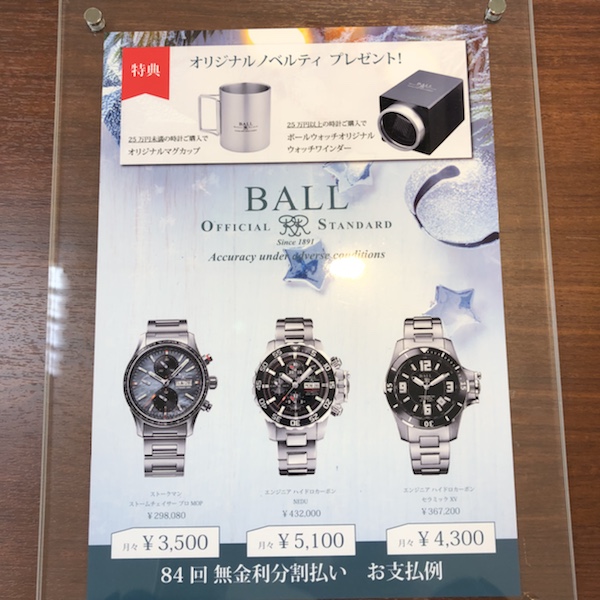 特典
オリジナルノベルティ プレゼント!
25万円未満の時計ご購入で
オリジナルマグカップ
BALL
25万円以上の時計ご購入で
ボールウォッチオリジナル
ウォッチワインダー
BALL
OFFICIAL RR STANDARD
Since 1891
Accuracy under adverse conditions
ストークマン
ストームチェイサー プロ MOP
¥298,080
月々 ¥3,500
エンジニア ハイドロカーボン
NEDU
¥432,000
月々 ¥5,100
エンジニア ハイドロカーボン
セラミック XV
¥367,200
月々 ¥4,300
84回 無金利分割払い お支払例